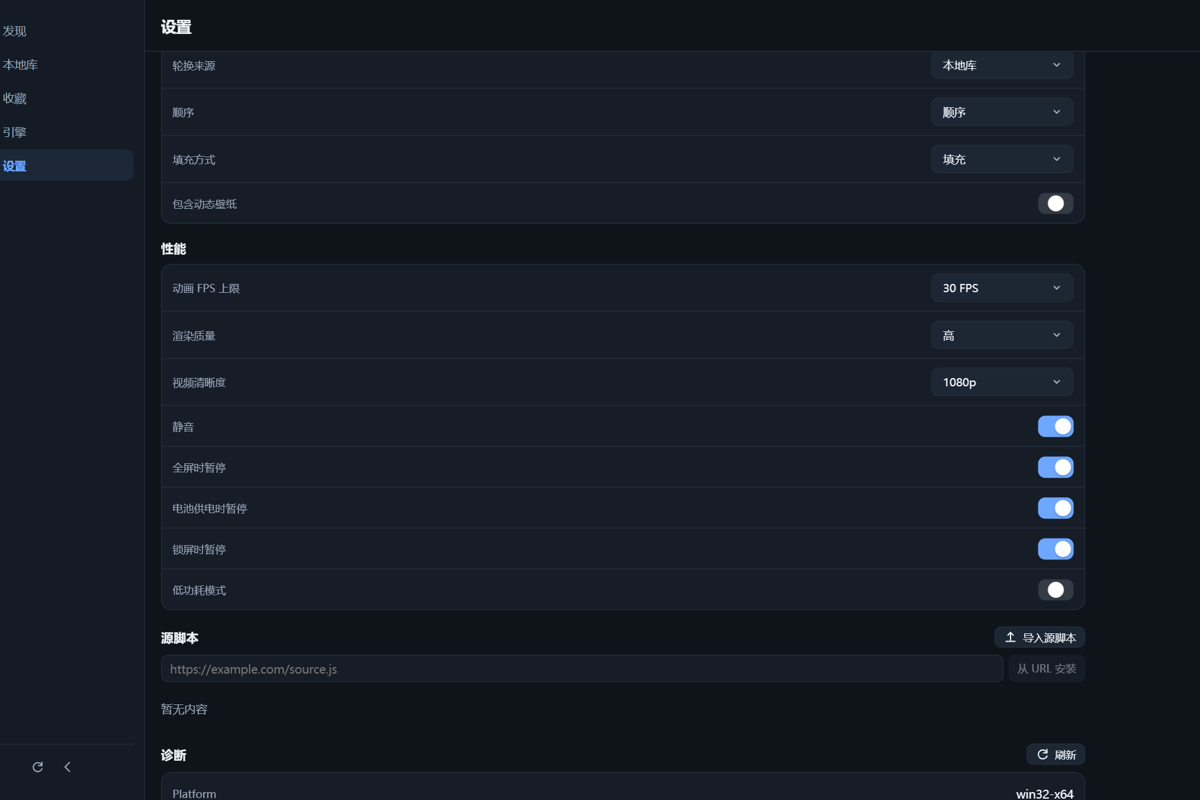 发现
本地库
收藏
引擎
设置
设置
轮换来源 本地库
顺序 顺序
填充方式 填充
包含动态壁纸
性能
动画 FPS 上限 30 FPS
渲染质量 高
视频清晰度 1080p
静音
全屏时暂停
电池供电时暂停
锁屏时暂停
低功耗模式
源脚本 导入源脚本
https://example.com/source.js 从 URL 安装
暂无内容
诊断 刷新
Platform win32-x64